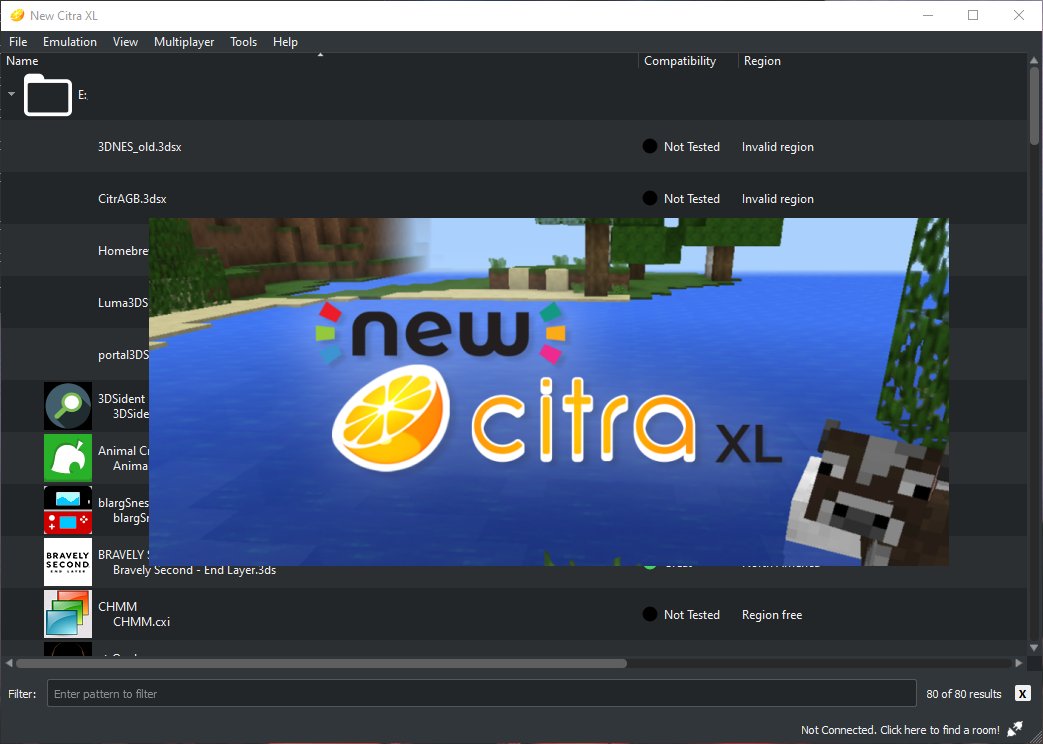 New Citra XL
File Emulation View Multiplayer Tools Help
Name Compatibility Region
E:
3DNES_old.3dsx Not Tested Invalid region
CitrAGB.3dsx Not Tested Invalid region
Homebre
Luma3DS
portal3DS
3DSident
3DSide
Animal Cr
Anima
blargSnes
blargSr
BRAVELY
SECOND
END LAYER
BRAVELY S
Bravely Second - End Layer.3ds
new
citra XL
CHMM Not Tested Region free
CHMM.cxi
Filter: Enter pattern to filter 80 of 80 results X
Not Connected. Click here to find a room!